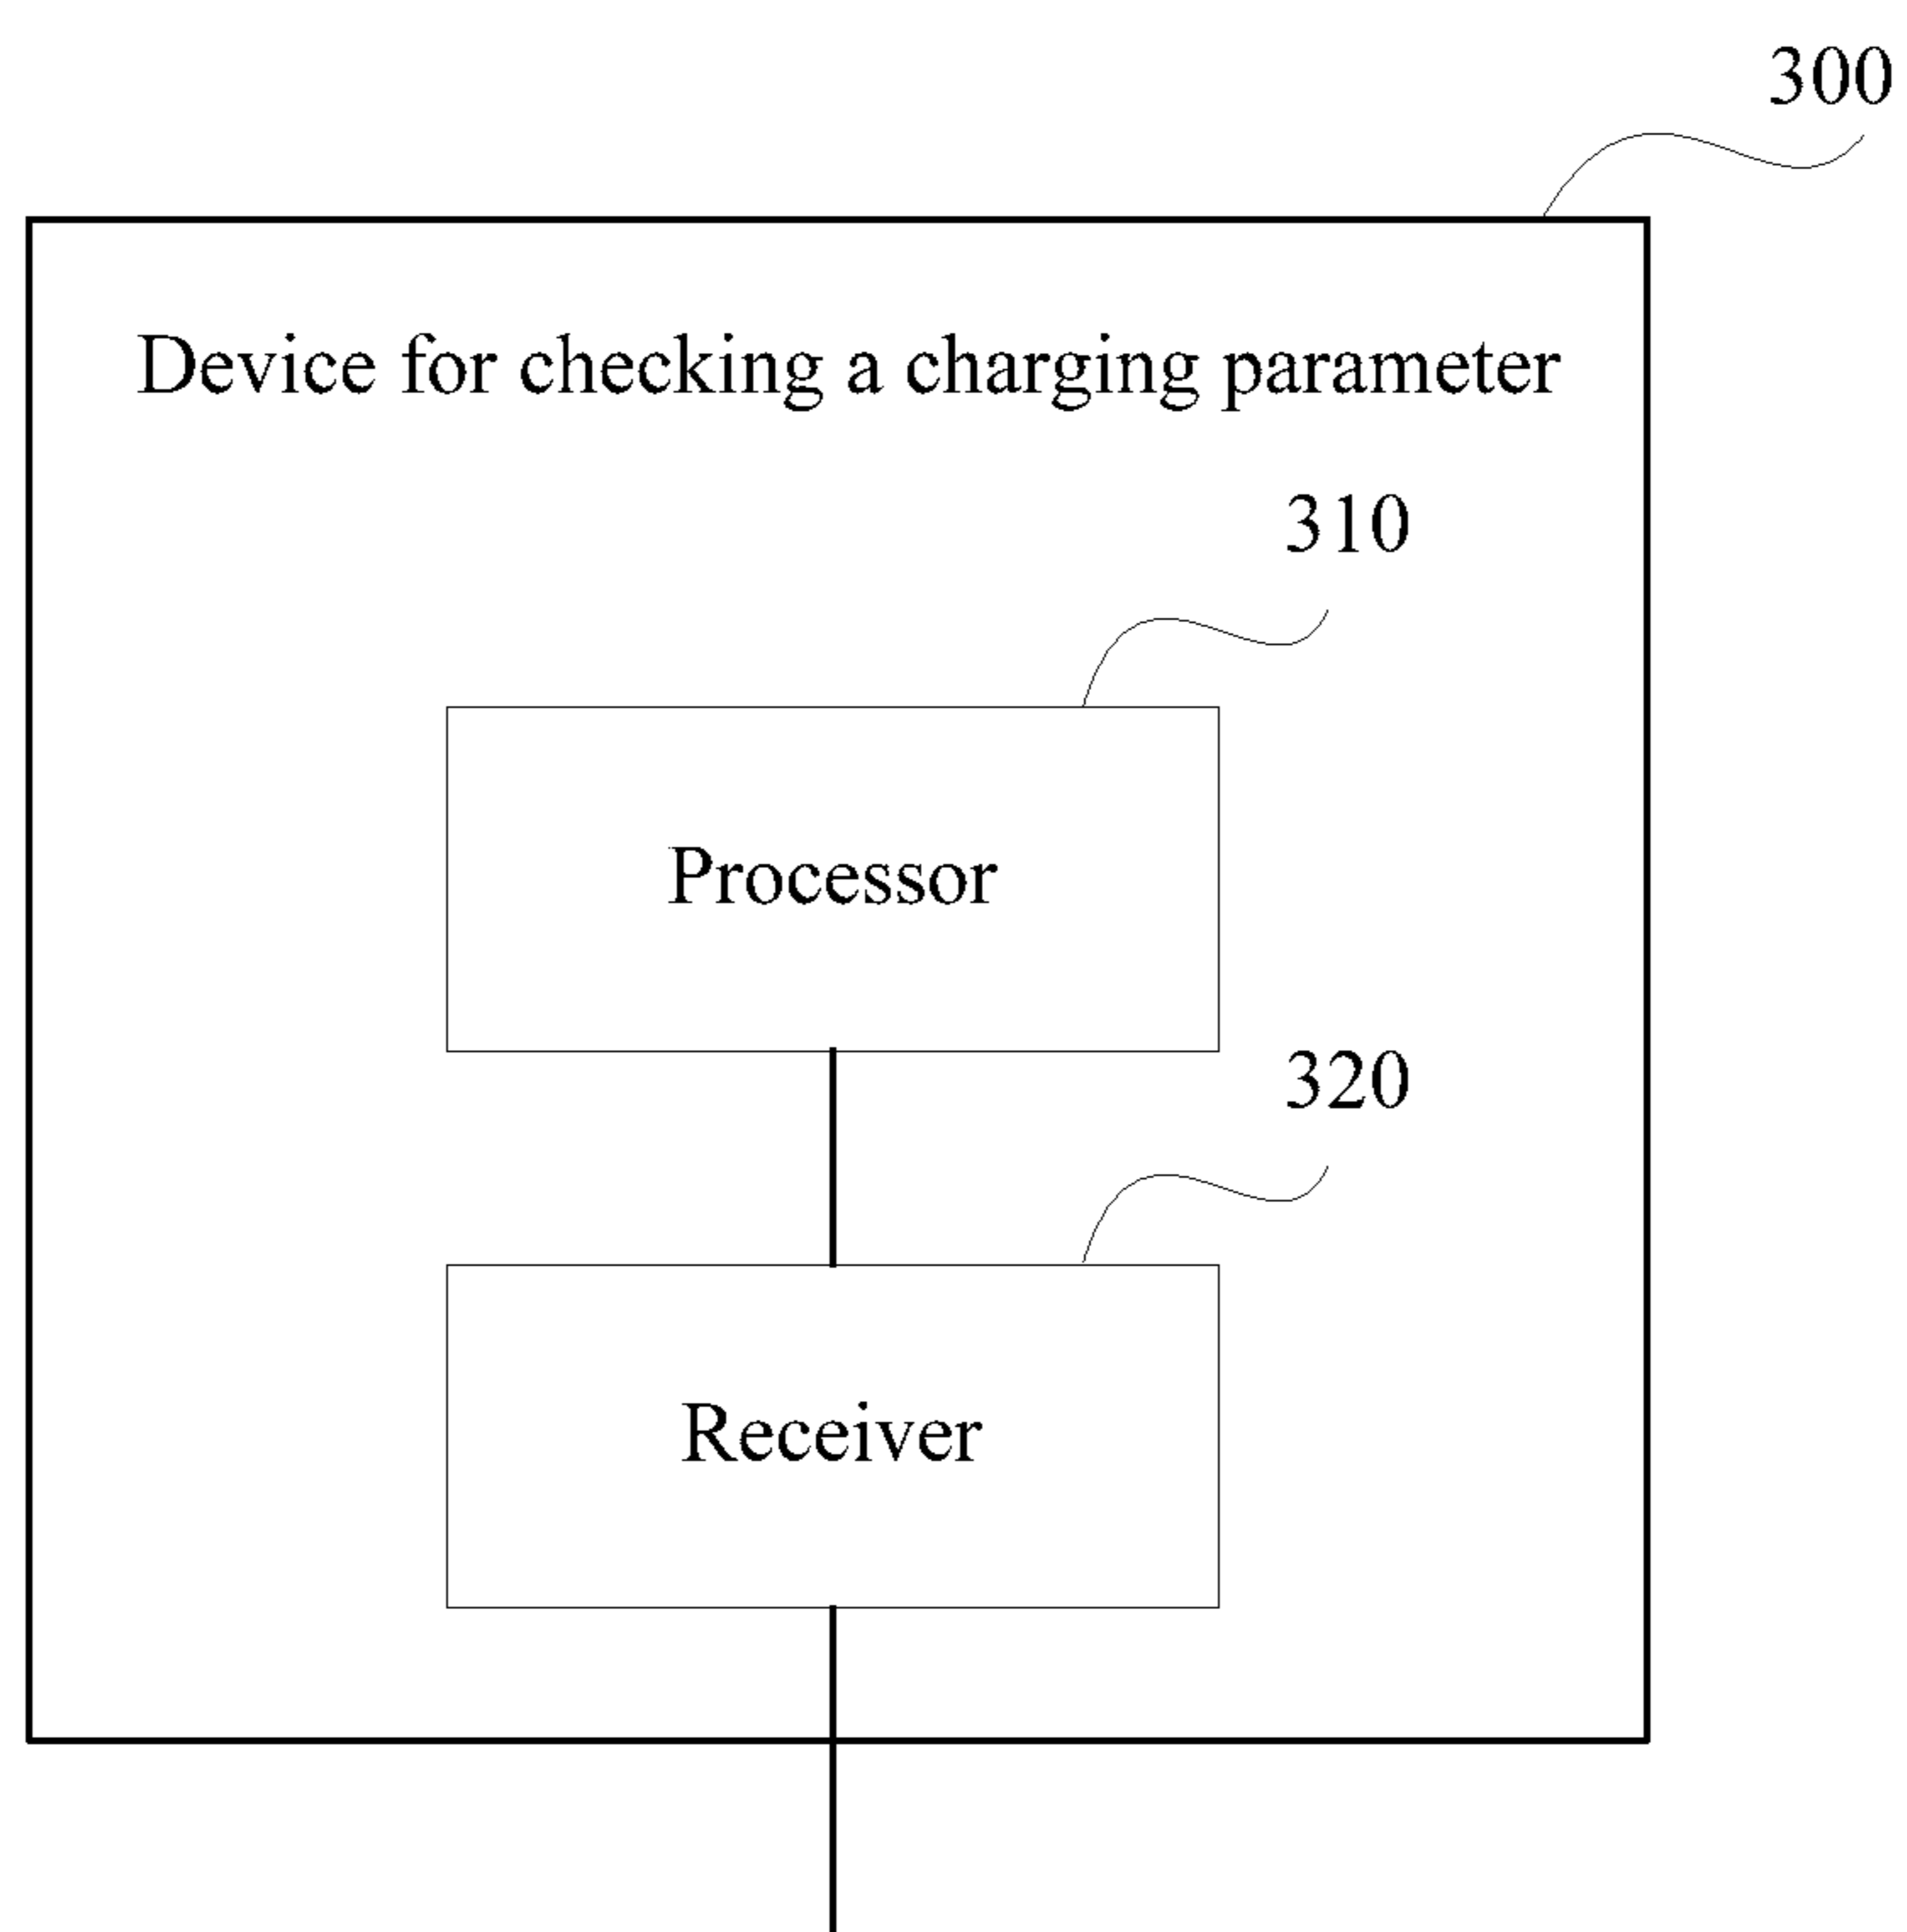 300
Device for checking a charging parameter
310
Processor
320
Receiver